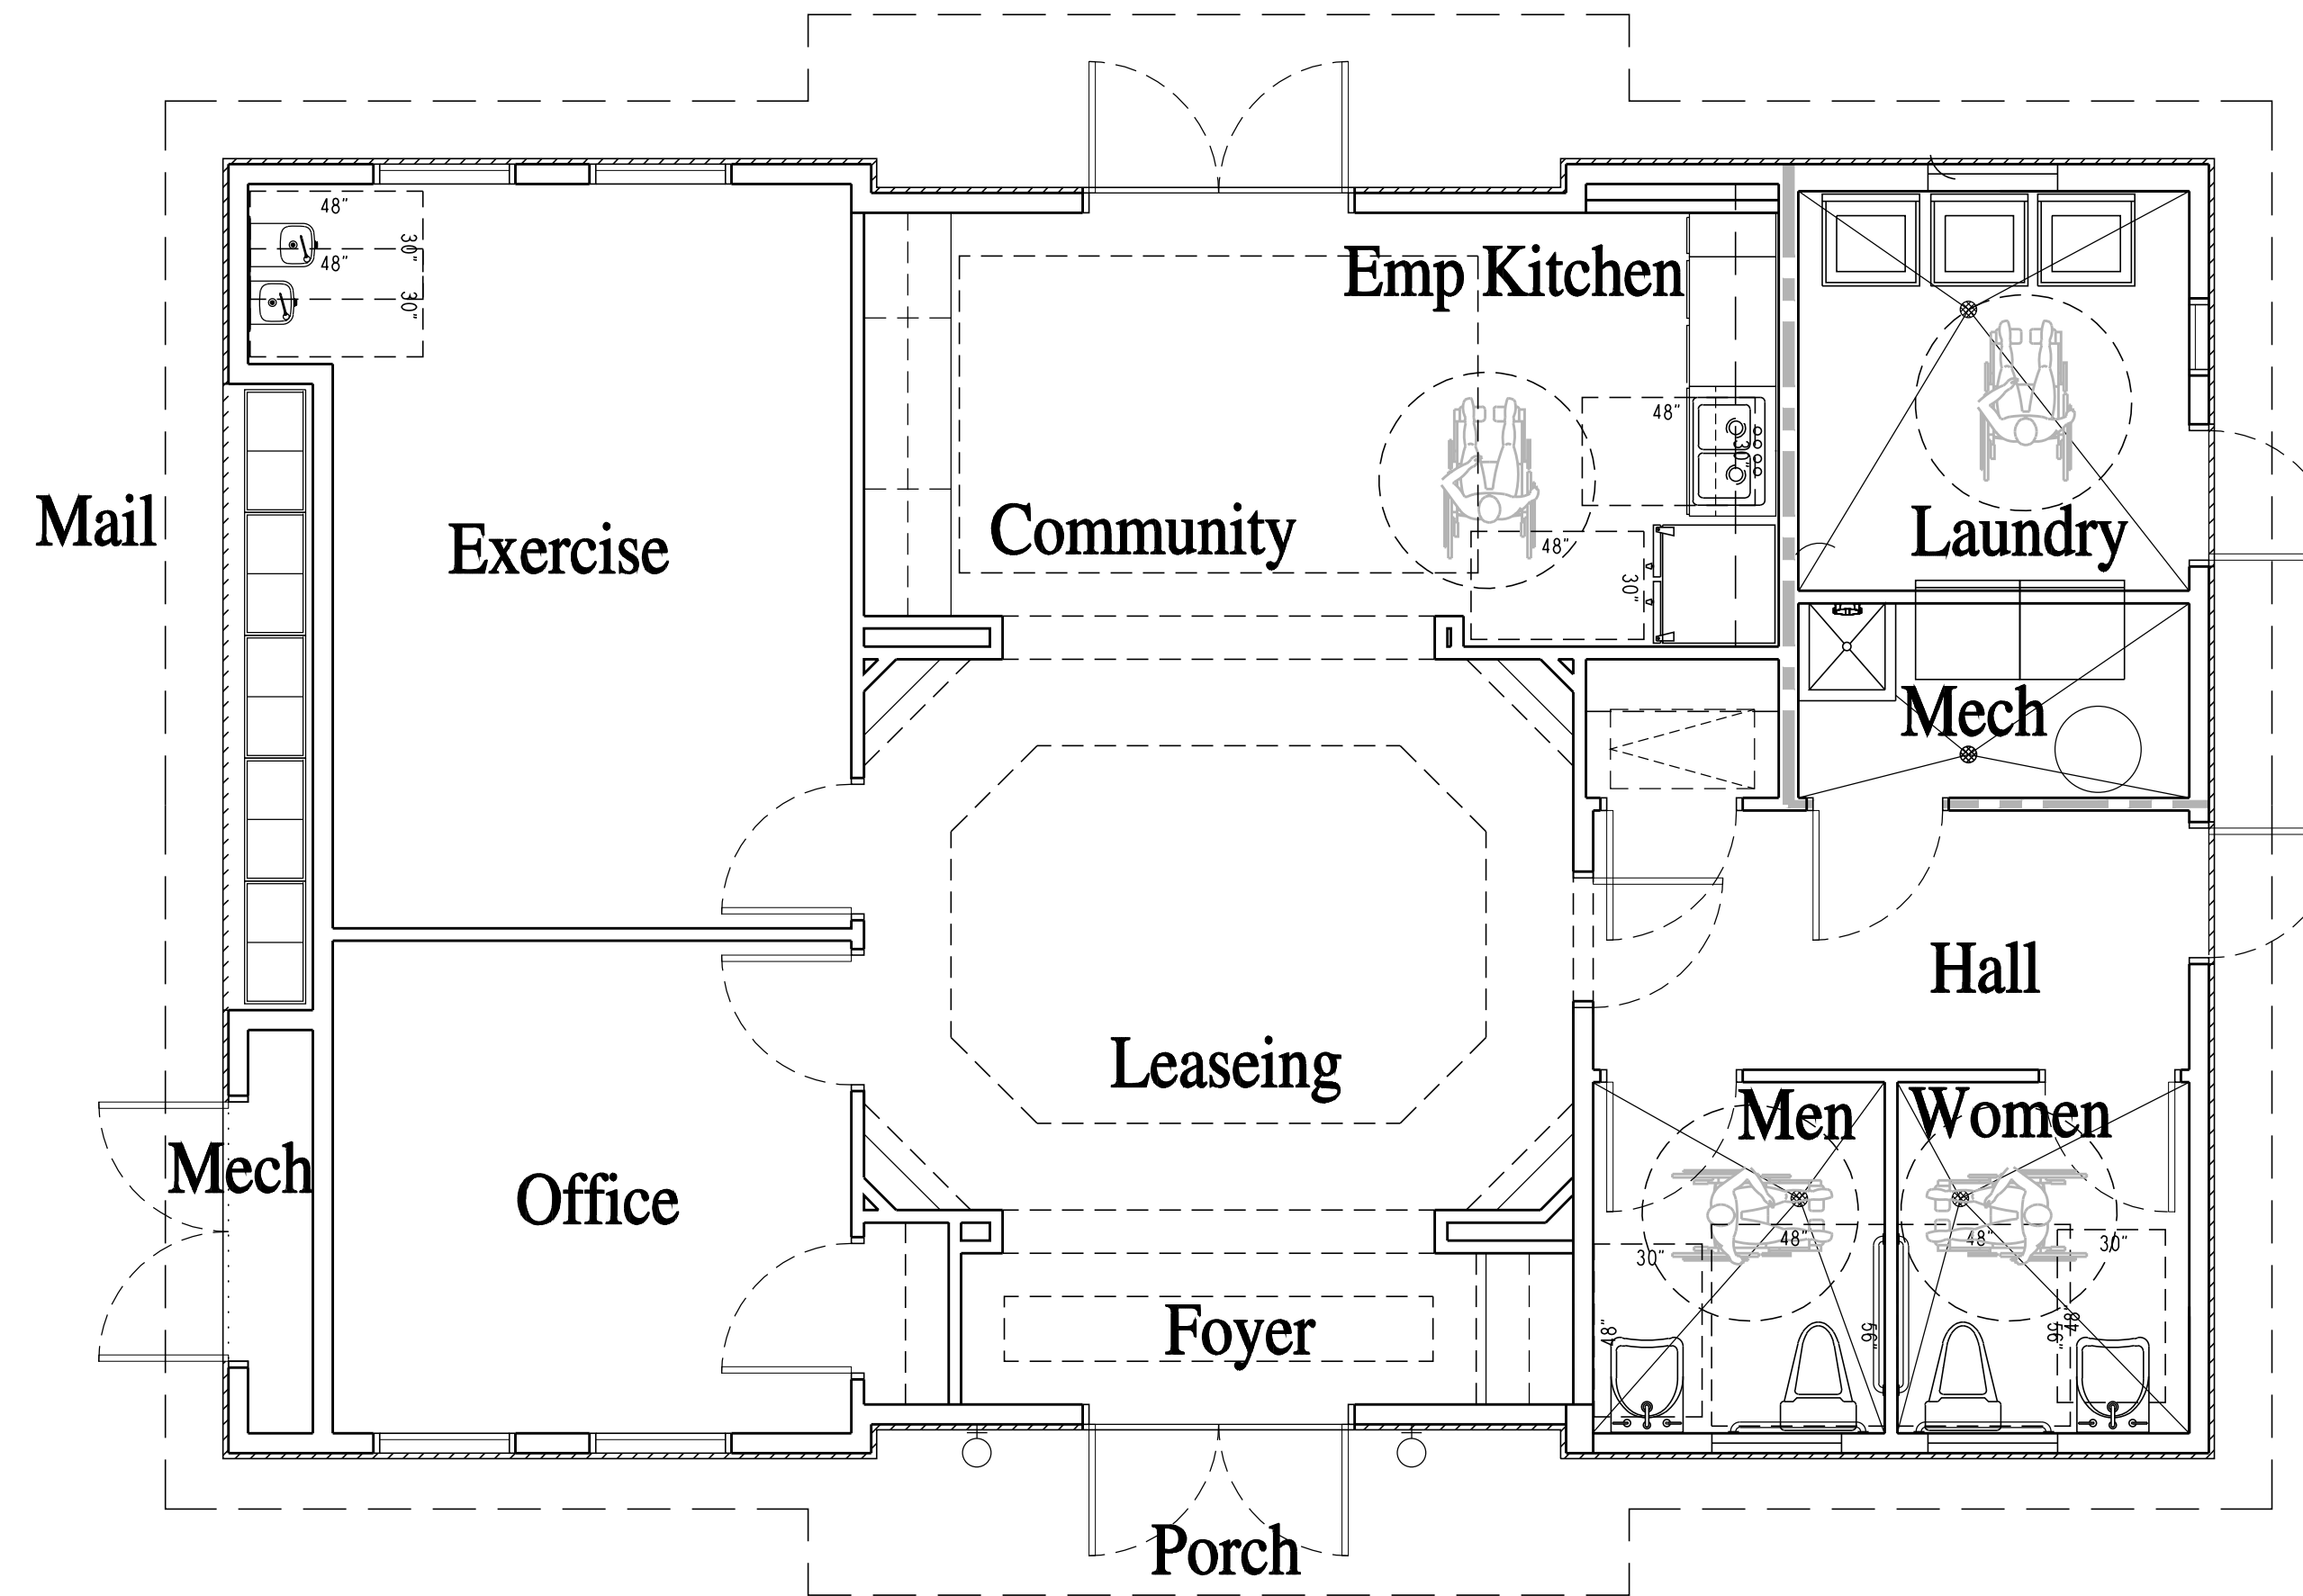 48"
30"
48"
30"
Emp Kitchen
48"
30"
Mail
Exercise
Community
48"
30"
Laundry
Mech
Hall
Leaseing
Men
Women
Mech
Office
48"
48"
30"
30"
48"
56"
56"
48"
Foyer
Porch